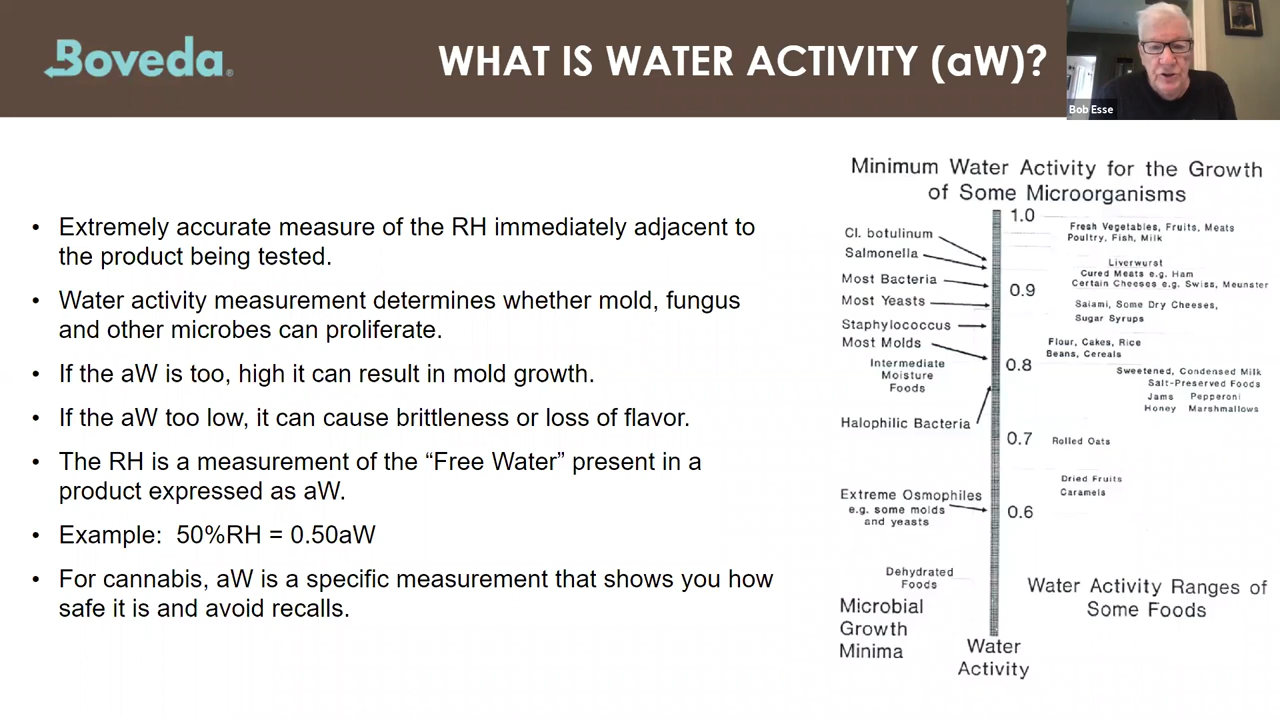 Boveda®
WHAT IS WATER ACTIVITY (aW)?
Bob Esse
• Extremely accurate measure of the RH immediately adjacent to
the product being tested.
• Water activity measurement determines whether mold, fungus
and other microbes can proliferate.
• If the aW is too, high it can result in mold growth.
• If the aW too low, it can cause brittleness or loss of flavor.
• The RH is a measurement of the “Free Water” present in a
product expressed as aW.
• Example: 50%RH = 0.50aW
• For cannabis, aW is a specific measurement that shows you how
safe it is and avoid recalls.
Minimum Water Activity for the Growth
of Some Microorganisms
Cl. botulinum
Salmonella
Most Bacteria
Most Yeasts
Staphylococcus
Most Molds
Intermediate
Moisture
Foods
Halophilic Bacteria
Extreme Osmophiles
e.g. some molds
and yeasts
Dehydrated
Foods
Microbial
Growth
Minima
1.0
0.9
0.8
0.7
0.6
Water
Activity
Fresh Vegetables, Fruits, Meats
Poultry, Fish, Milk
Liverwurst
Cured Meats e.g. Ham
Certain Cheeses e.g. Swiss, Meunster
Salami, Some Dry Cheeses,
Sugar Syrups
Flour, Cakes, Rice
Beans, Cereals
Sweetened, Condensed Milk
Salt-Preserved Foods
Jams Pepperoni
Honey Marshmallows
Rolled Oats
Dried Fruits
Caramels
Water Activity Ranges of
Some Foods